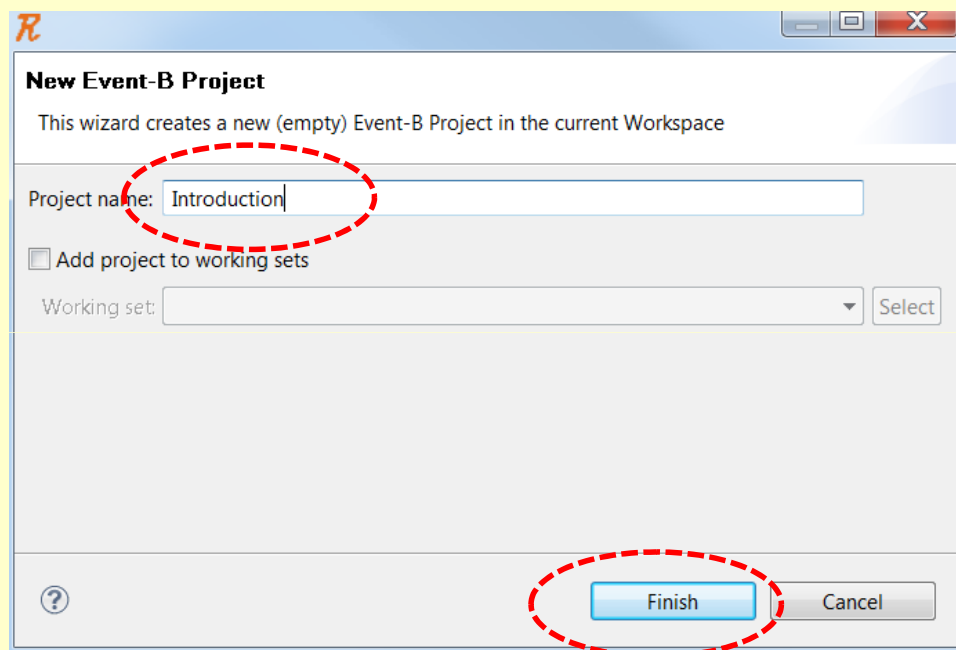 R
New Event-B Project
This wizard creates a new (empty) Event-B Project in the current Workspace
Project name: Introduction
Add project to working sets
Working set: Select
? Finish Cancel